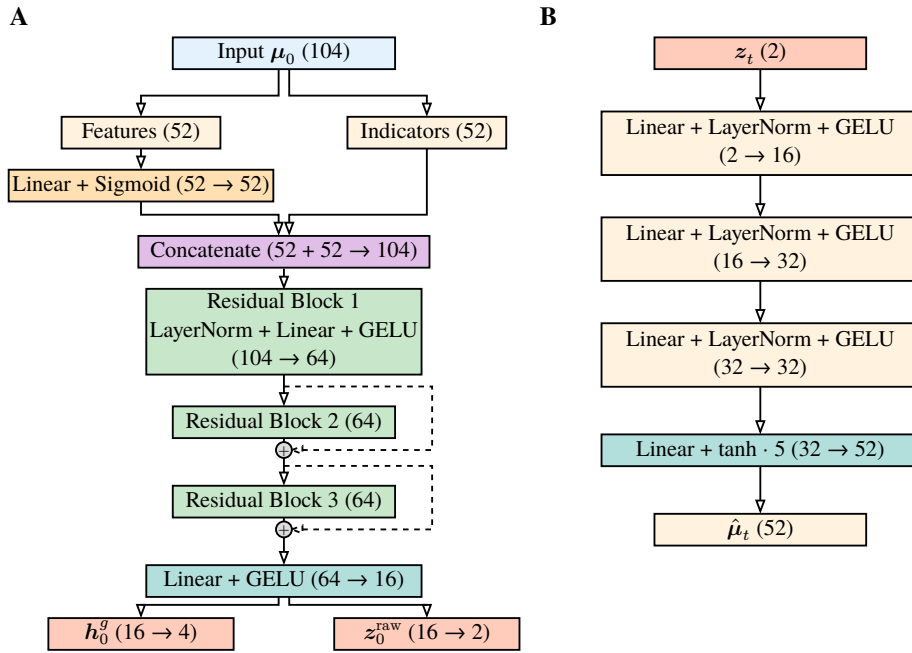 A
Input μ₀ (104)
Features (52)
Indicators (52)
Linear + Sigmoid (52 → 52)
Concatenate (52 + 52 → 104)
Residual Block 1
LayerNorm + Linear + GELU
(104 → 64)
Residual Block 2 (64)
+
Residual Block 3 (64)
+
Linear + GELU (64 → 16)
h₀ᵍ (16 → 4)
z₀ʳᵃʷ (16 → 2)
B
zₜ (2)
Linear + LayerNorm + GELU
(2 → 16)
Linear + LayerNorm + GELU
(16 → 32)
Linear + LayerNorm + GELU
(32 → 32)
Linear + tanh · 5 (32 → 52)
μ̂ₜ (52)